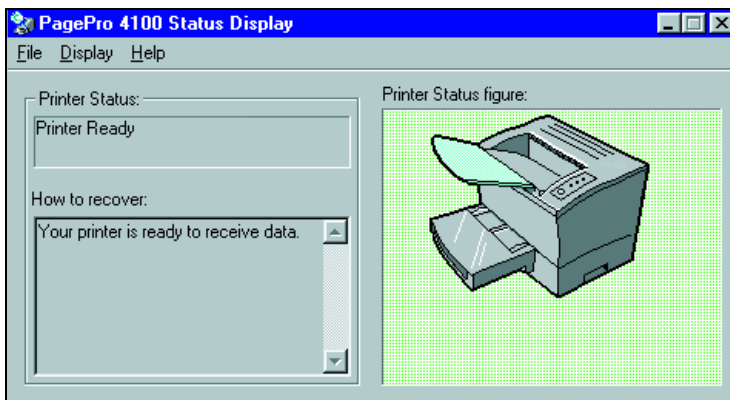 PagePro 4100 Status Display
File Display Help
Printer Status:
Printer Ready
How to recover:
Your printer is ready to receive data.
Printer Status figure: